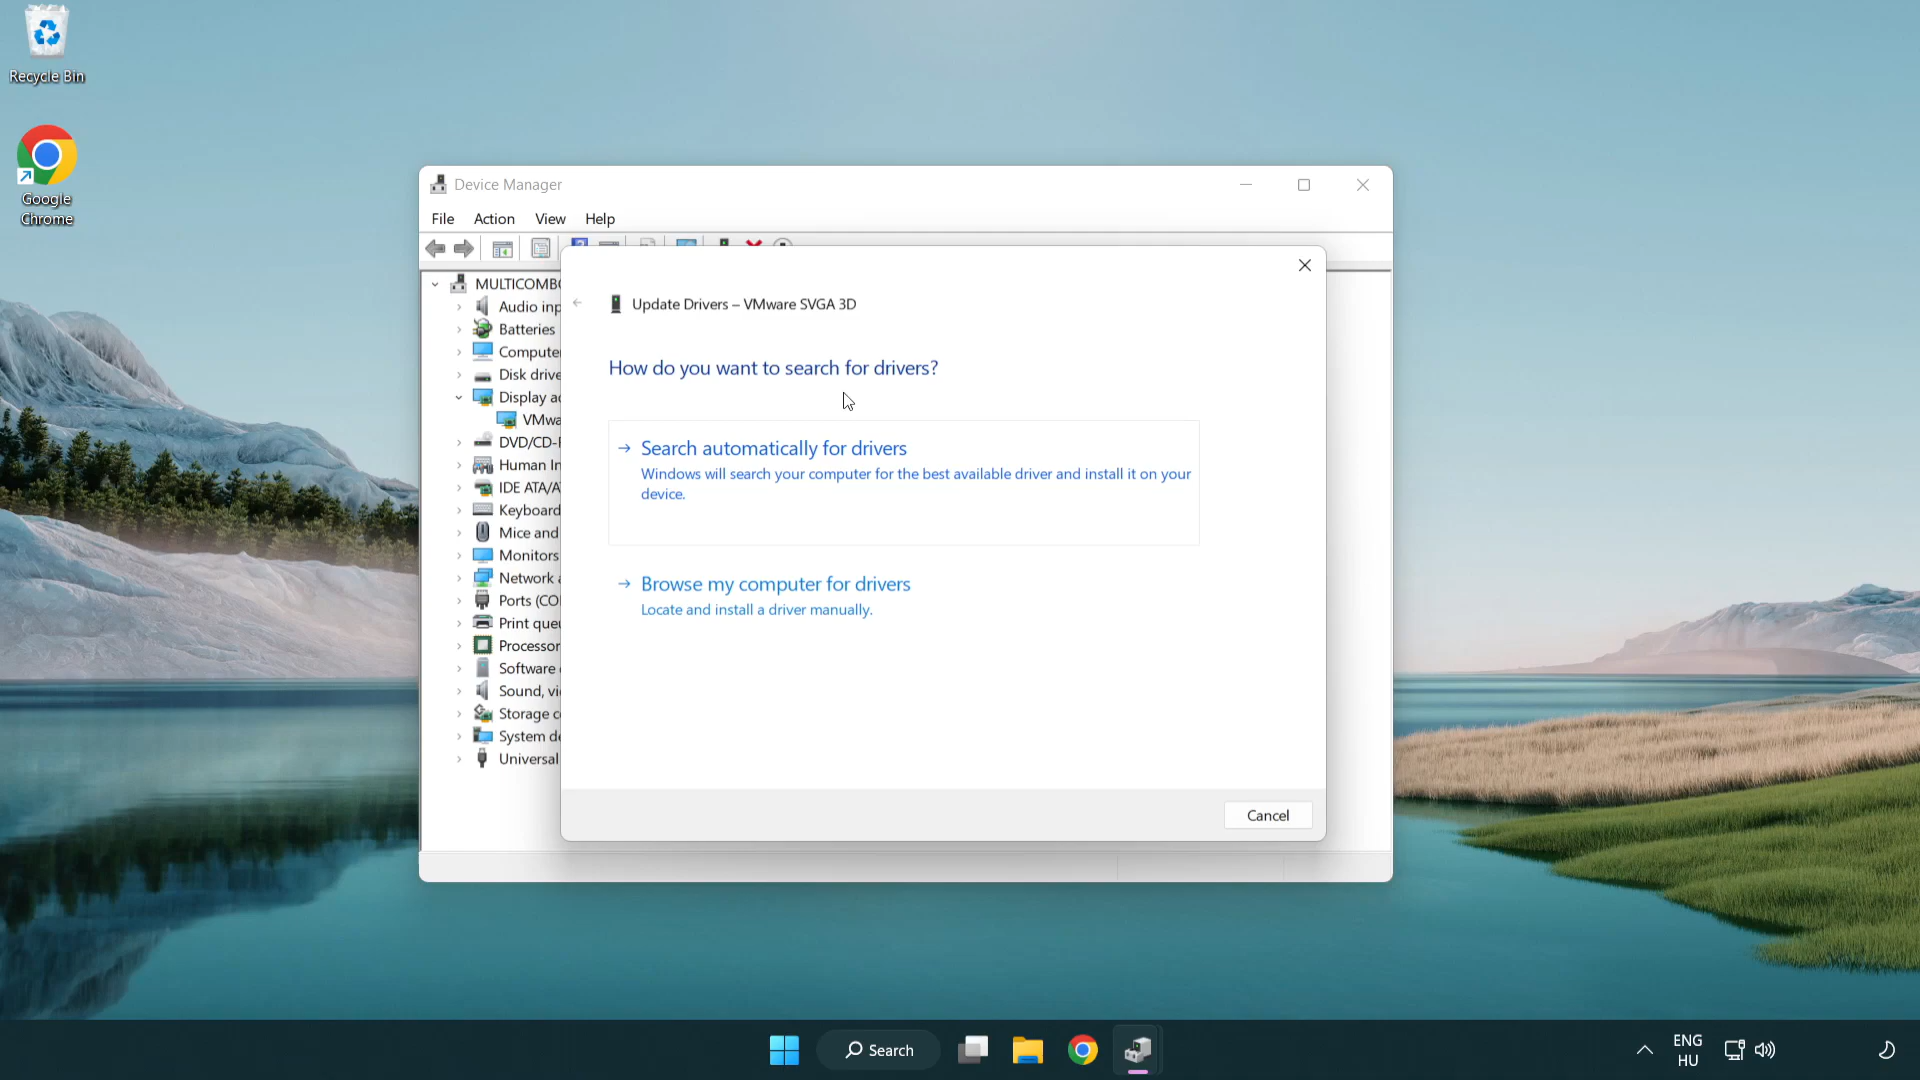 Recycle Bin
Google
Chrome
Device Manager
File Action View Help
Update Drivers – VMware SVGA 3D
How do you want to search for drivers?
Search automatically for drivers
Windows will search your computer for the best available driver and install it on your
device.
Browse my computer for drivers
Locate and install a driver manually.
Cancel
MULTICOMB
Audio inp
Batteries
Compute
Disk drive
Display a
VMwa
DVD/CD-
Human In
IDE ATA/A
Keyboard
Mice and
Monitors
Network
Ports (CO
Print que
Processor
Software
Sound, vi
Storage c
System de
Universal
Search
ENG
HU